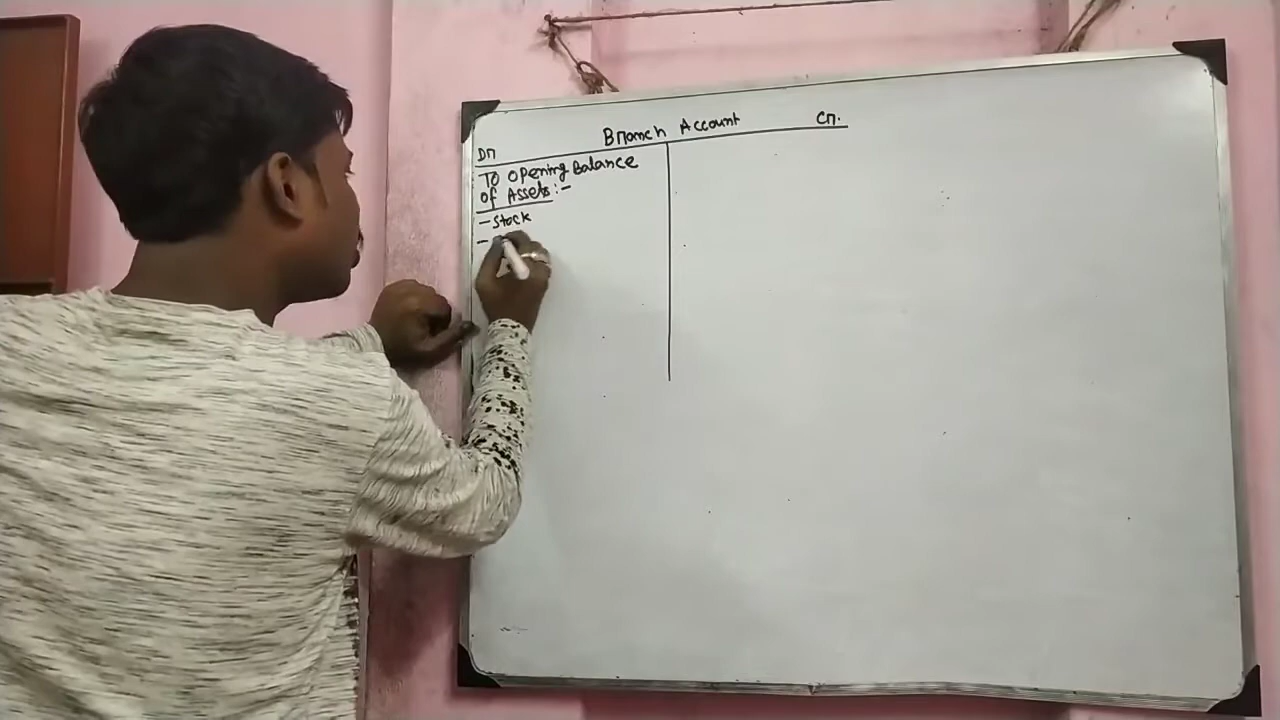 Branch Account Cr.
Dr
To Opening Balance
of Assets :-
- Stock
-